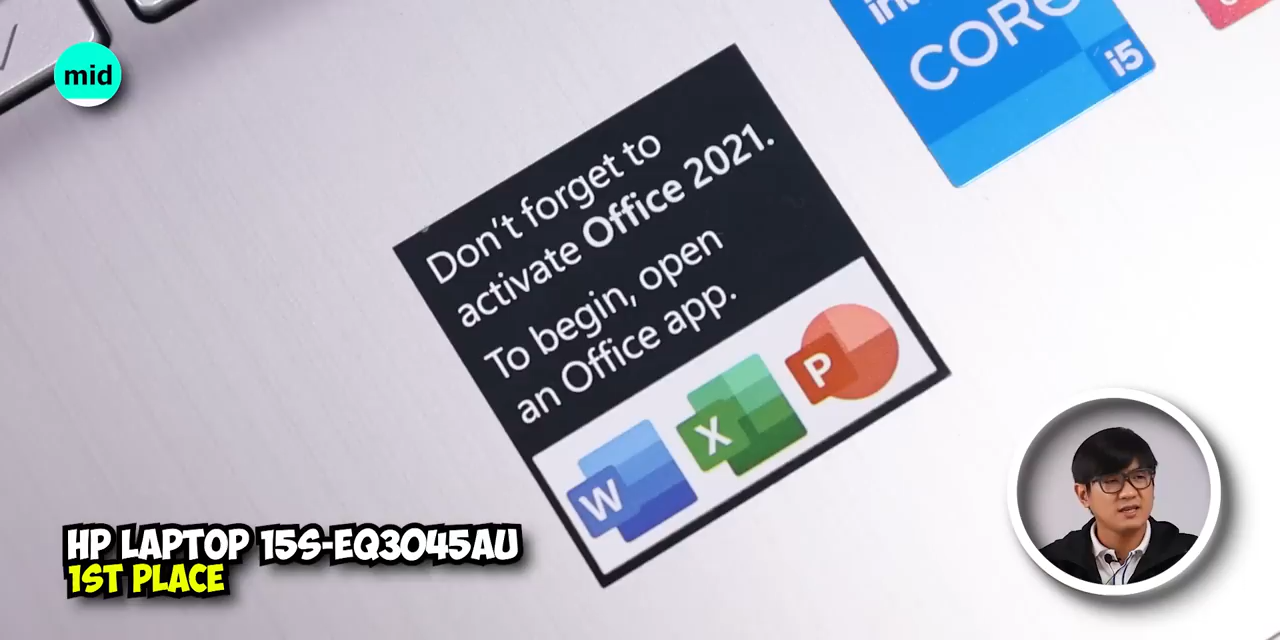 mid
CORE
i5
Don't forget to
activate Office 2021.
To begin, open
an Office app.
W
X
P
HP LAPTOP 15S-EQ3045AU
1ST PLACE